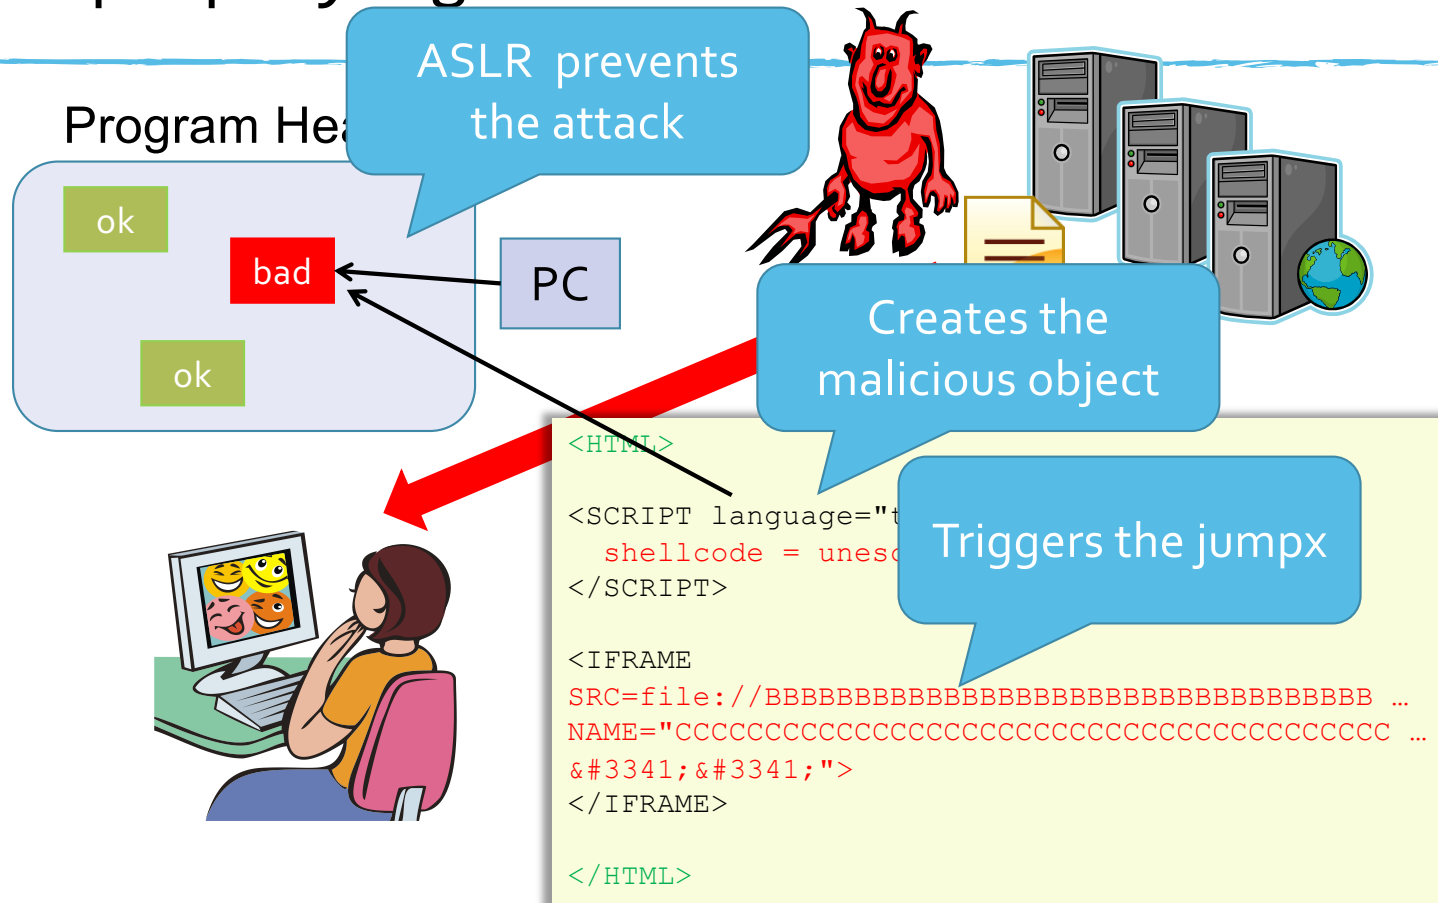 ASLR prevents
the attack
Program Hea
ok
bad
PC
ok
Creates the
malicious object
<HTML>
<SCRIPT language="t
shellcode = unesc
Triggers the jumpx
</SCRIPT>
<IFRAME
SRC=file://BBBBBBBBBBBBBBBBBBBBBBBBBBBBBBBBBB …
NAME="CCCCCCCCCCCCCCCCCCCCCCCCCCCCCCCCCCCCCCCC …
&#3341;&#3341;">
</IFRAME>
</HTML>